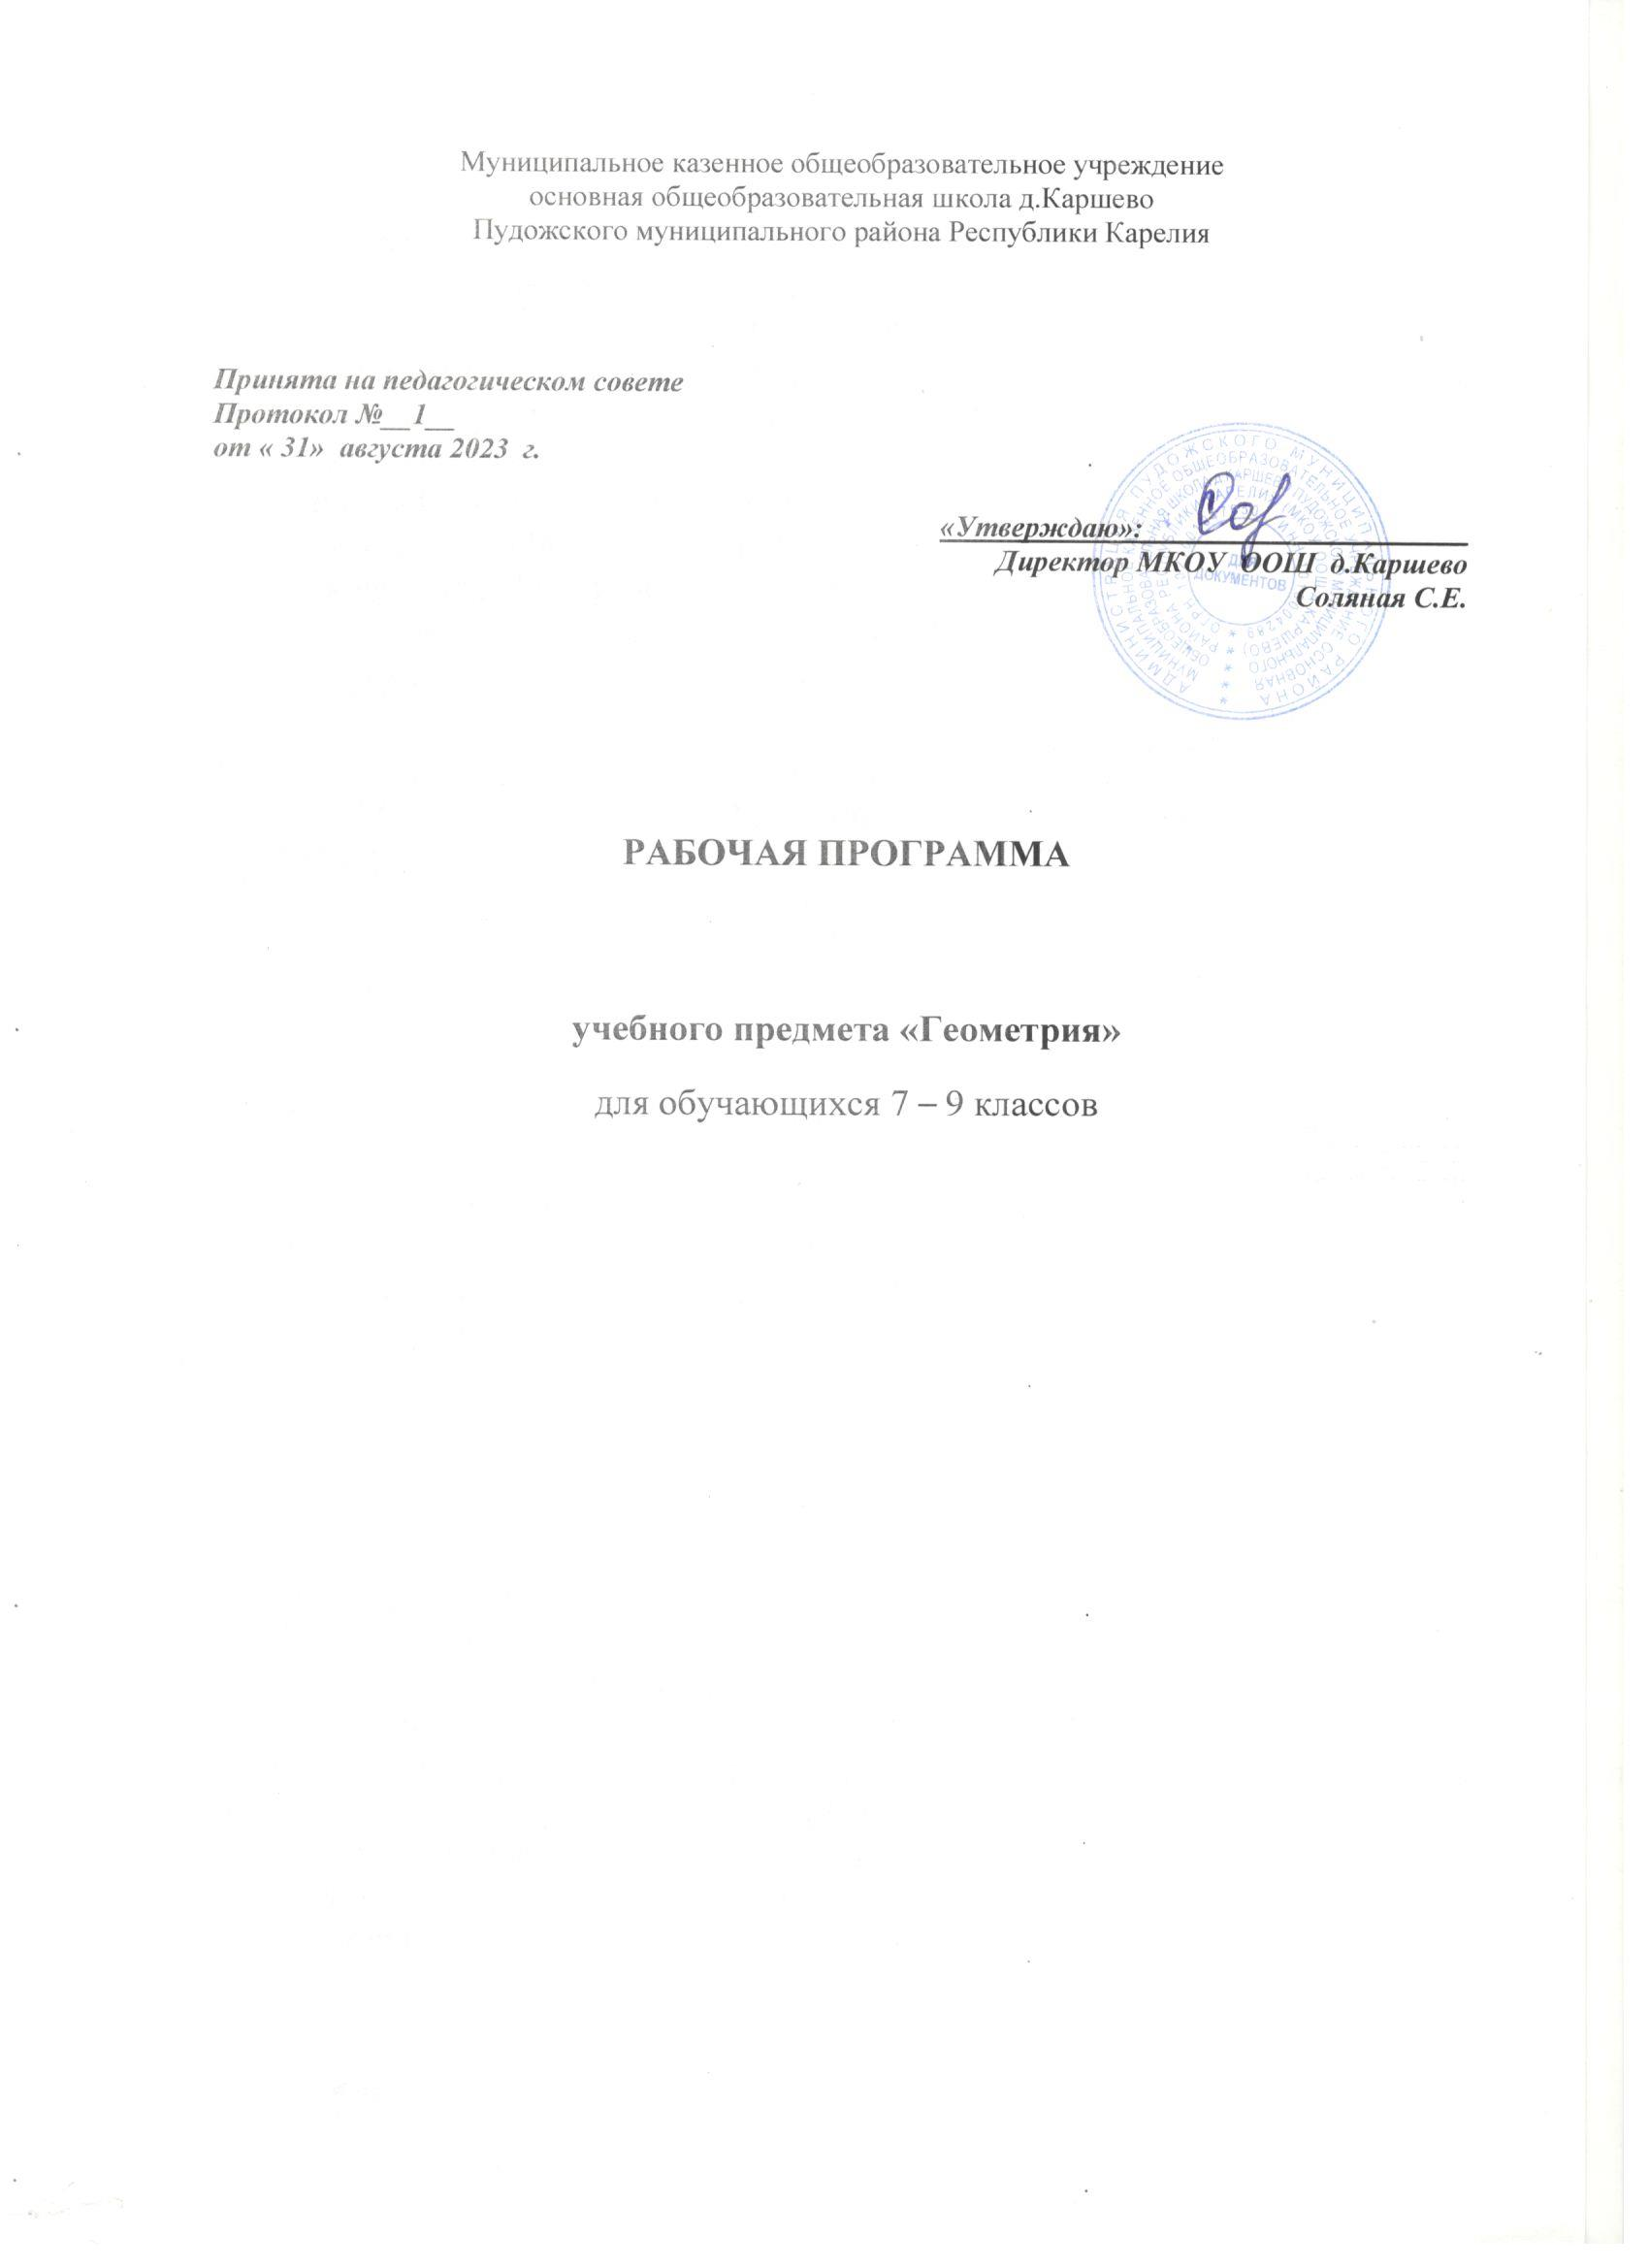 Муниципальное казенное общеобразовательное учреждение
основная общеобразовательная школа д.Каршево
Пудожского муниципального района Республики Карелия
Принята на педагогическом совете
Протокол №__1__
от « 31»  августа 2023  г.
«Утверждаю»:
Директор МКОУ  ООШ  д.Каршево
Соляная С.Е.
ДЛЯ
ДОКУМЕНТОВ
РАБОЧАЯ ПРОГРАММА
учебного предмета «Геометрия»
для обучающихся 7 – 9 классов